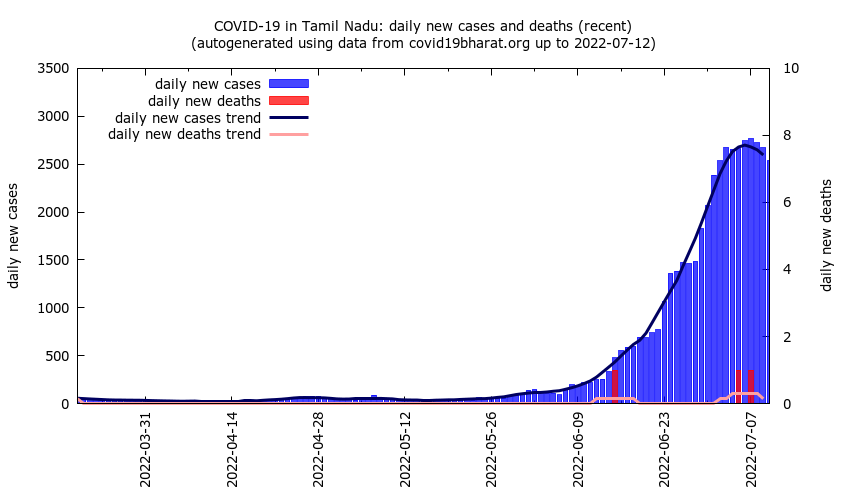 COVID-19 in Tamil Nadu: daily new cases and deaths (recent)
(autogenerated using data from covid19bharat.org up to 2022-07-12)
daily new cases
daily new deaths
daily new cases trend
daily new deaths trend
3500
3000
2500
2000
1500
1000
500
0
daily new cases
10
8
6
4
2
0
daily new deaths
2022-03-31
2022-04-14
2022-04-28
2022-05-12
2022-05-26
2022-06-09
2022-06-23
2022-07-07